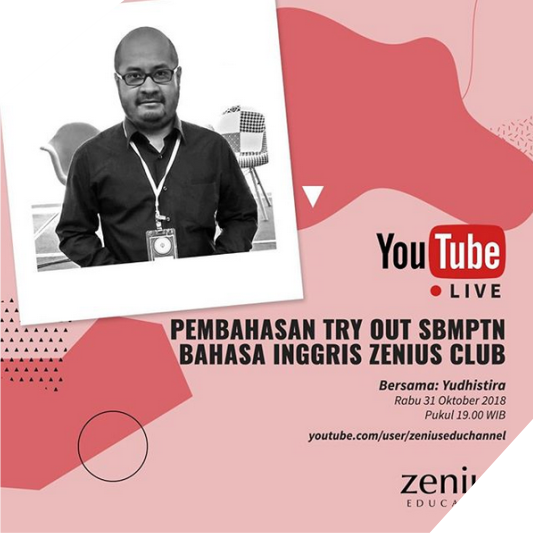 YouTube
LIVE
PEMBAHASAN TRY OUT SBMPTN
BAHASA INGGRIS ZENIUS CLUB
Bersama: Yudhistira
Rabu 31 Oktober 2018
Pukul 19.00 WIB
youtube.com/user/zeniuseduchannel